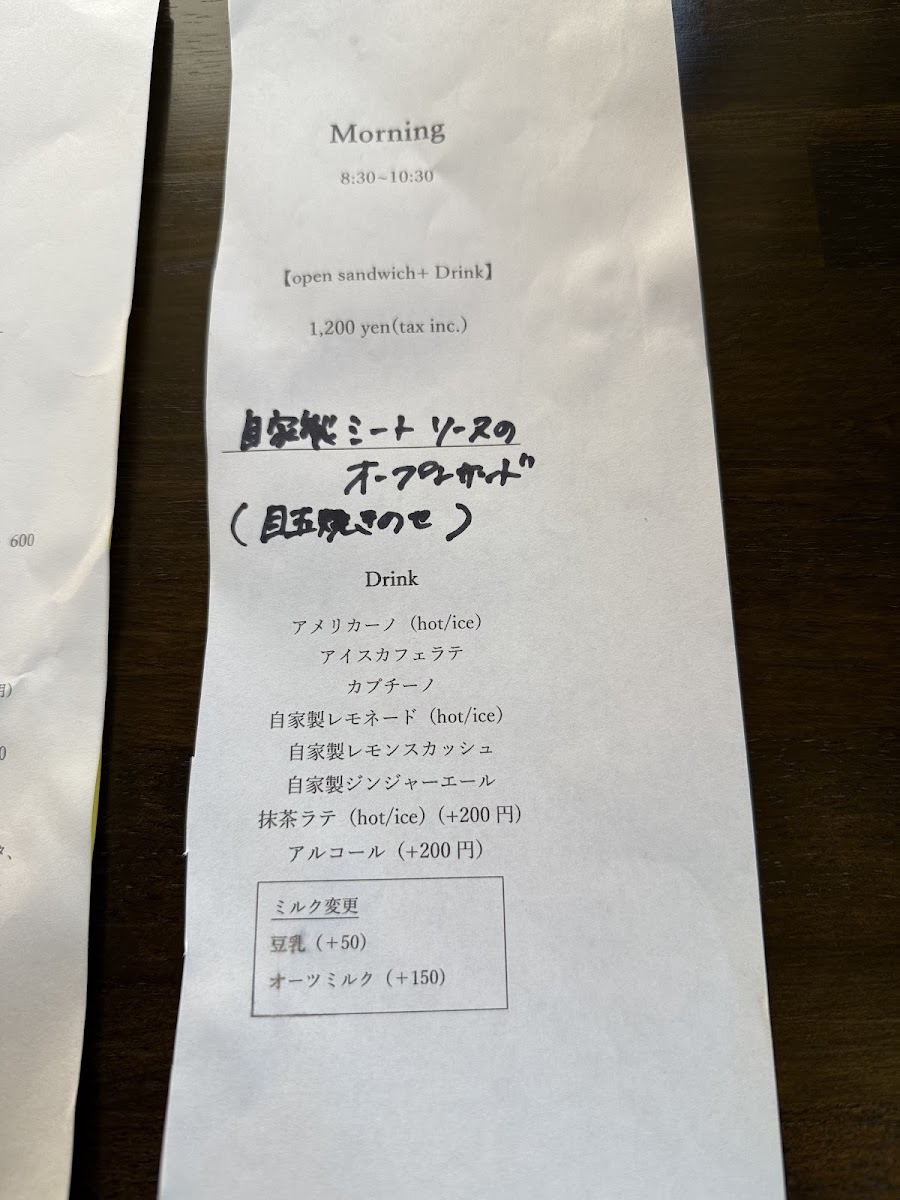 Morning
8:30~10:30
【open sandwich+ Drink】
1,200 yen(tax inc.)
自家製ミートソースの
オープンサンド
(目玉焼きのせ)
Drink
アメリカーノ (hot/ice)
アイスカフェラテ
カプチーノ
自家製レモネード (hot/ice)
自家製レモンスカッシュ
自家製ジンジャーエール
抹茶ラテ (hot/ice) (+200 円)
アルコール (+200 円)
ミルク変更
豆乳 (+50)
オーツミルク (+150)
600